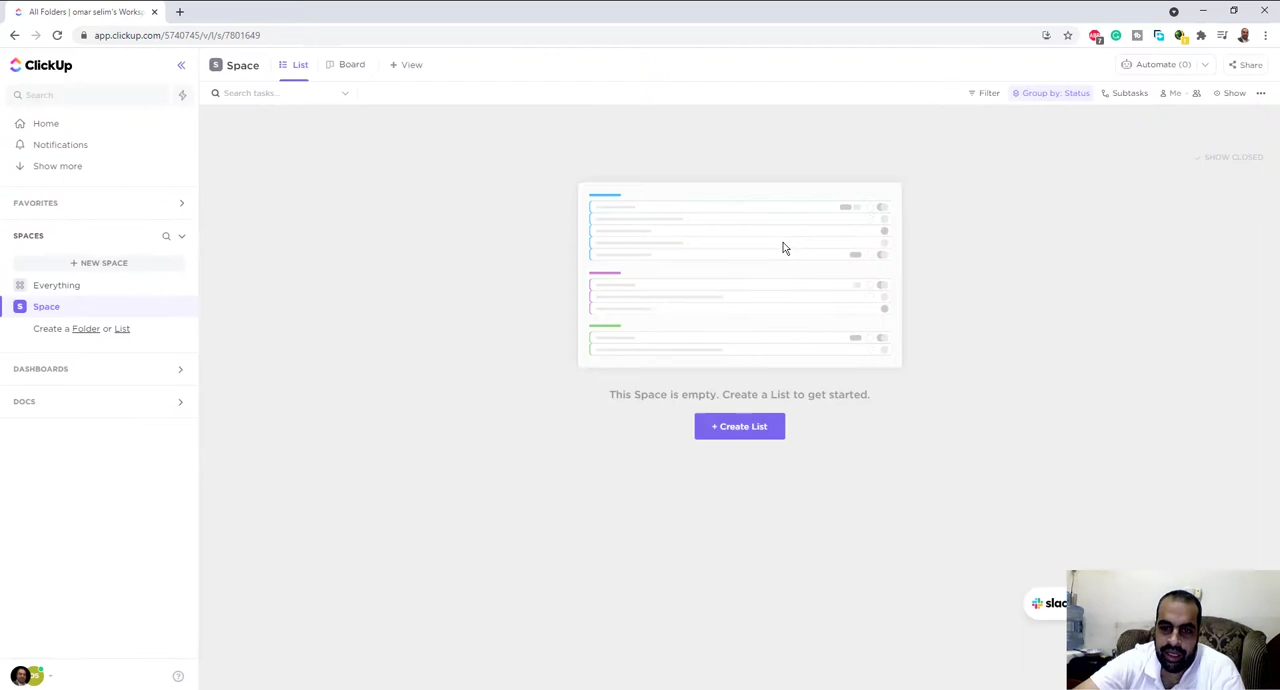 All Folders | omar selim's Works
app.clickup.com/5740745/v/l/s/7801649
7
1
ClickUp
S Space
List
Board
+ View
Automate (0)
Share
Search
Search tasks...
Filter
Group by: Status
Subtasks
Me
Show
Home
Notifications
Show more
SHOW CLOSED
FAVORITES
SPACES
+ NEW SPACE
Everything
S Space
Create a Folder or List
DASHBOARDS
DOCS
This Space is empty. Create a List to get started.
+ Create List
slac